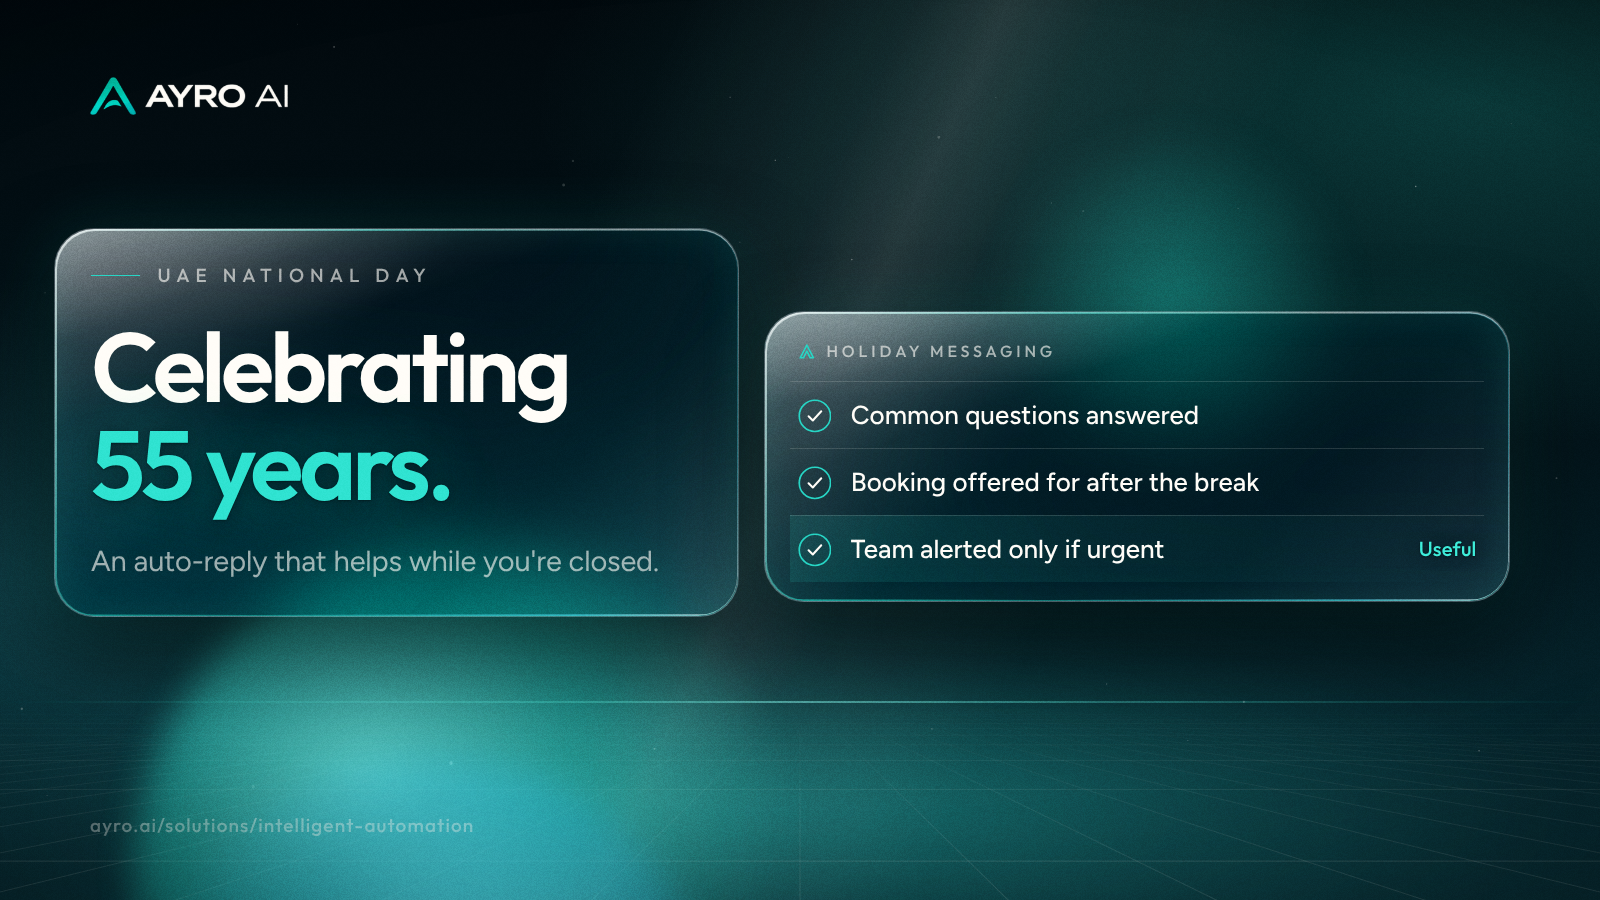 AYRO AI
UAE NATIONAL DAY
Celebrating
55 years.
An auto-reply that helps while you're closed.
HOLIDAY MESSAGING
Common questions answered
Booking offered for after the break
Team alerted only if urgent
Useful
ayro.ai/solutions/intelligent-automation